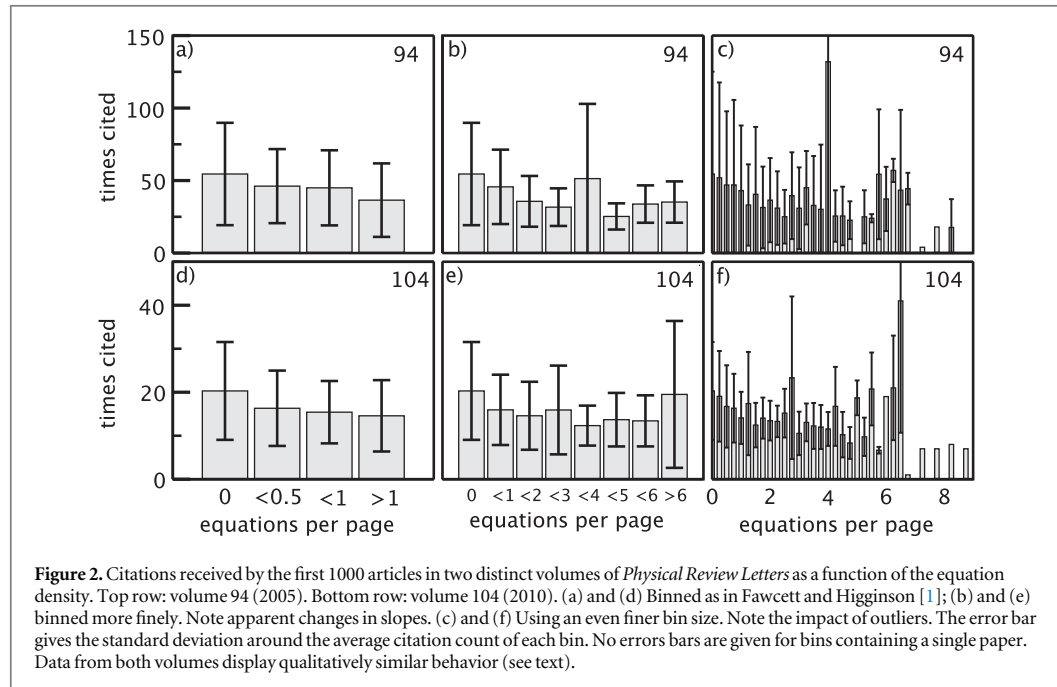 150
100
50
0
times cited
a)
94
b)
94
c)
94
40
20
0
times cited
d)
104
e)
104
f)
104
0 <0.5 <1 >1
equations per page
0 <1 <2 <3 <4 <5 <6 >6
equations per page
0 2 4 6 8
equations per page
Figure 2. Citations received by the first 1000 articles in two distinct volumes of Physical Review Letters as a function of the equation
density. Top row: volume 94 (2005). Bottom row: volume 104 (2010). (a) and (d) Binned as in Fawcett and Higginson [1]; (b) and (e)
binned more finely. Note apparent changes in slopes. (c) and (f) Using an even finer bin size. Note the impact of outliers. The error bar
gives the standard deviation around the average citation count of each bin. No errors bars are given for bins containing a single paper.
Data from both volumes display qualitatively similar behavior (see text).